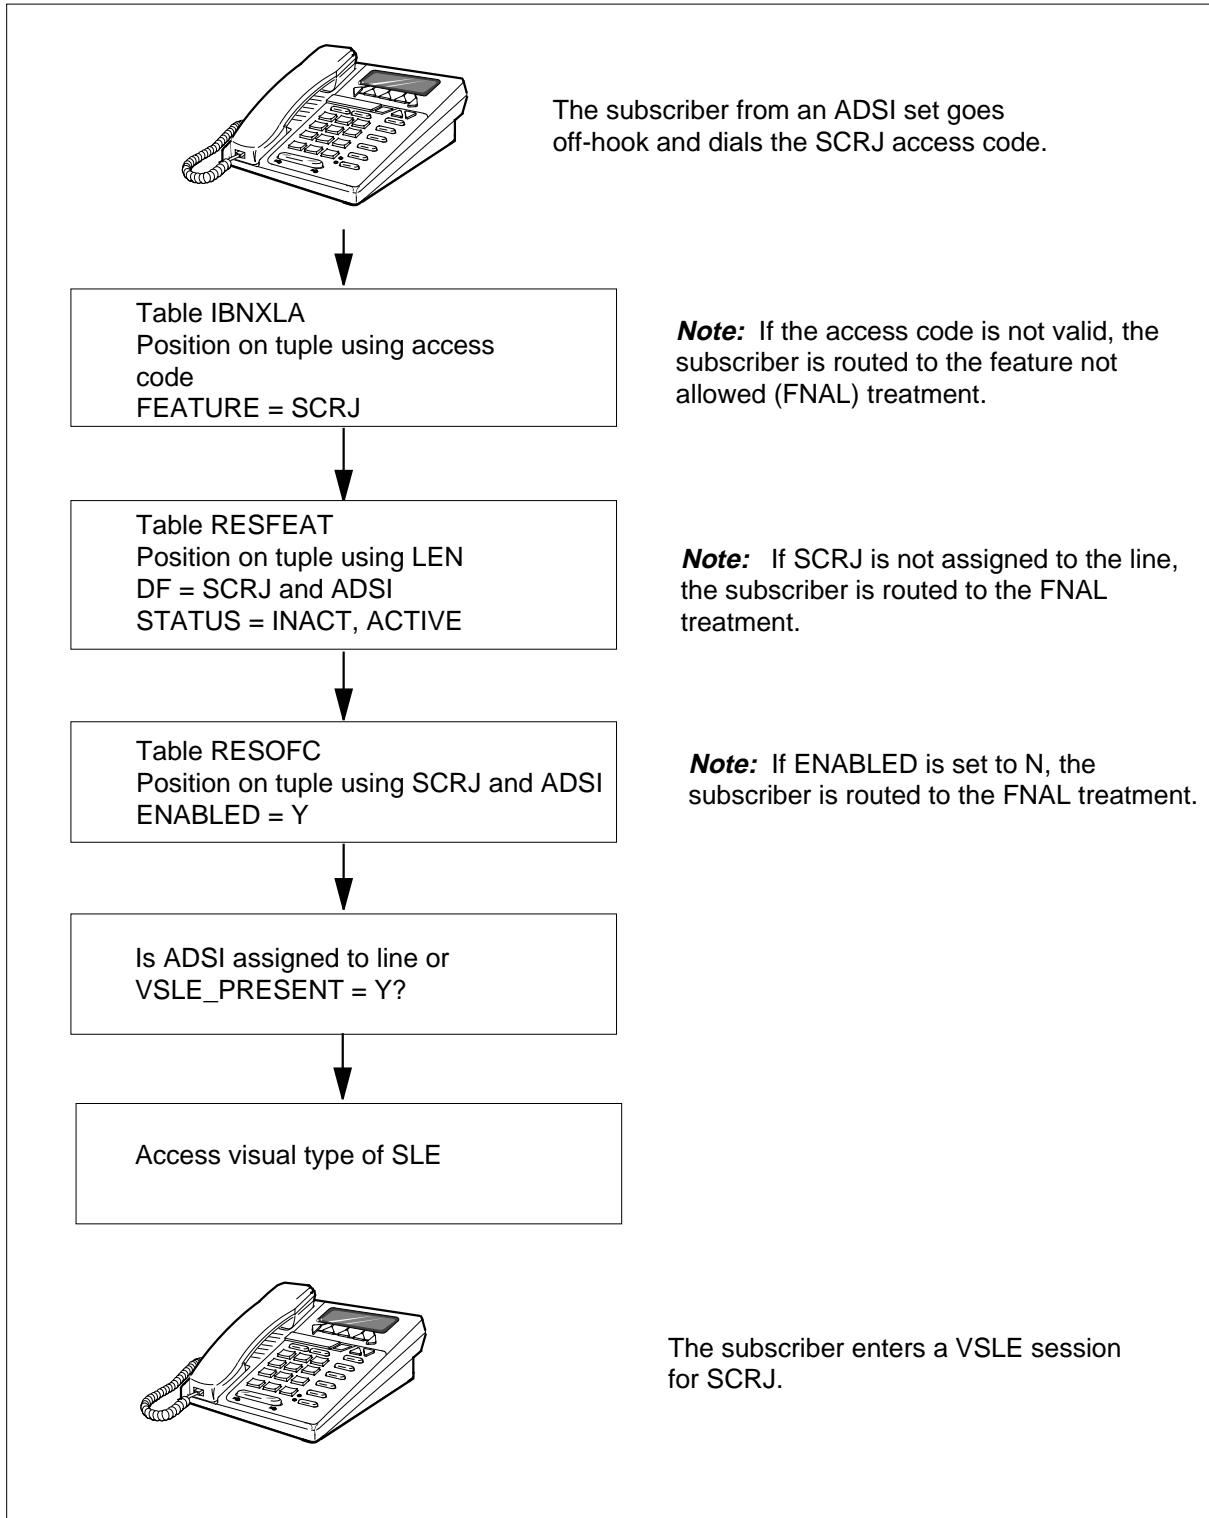 The subscriber from an ADSI set goes
off-hook and dials the SCRJ access code.
Table IBNXLA
Position on tuple using access
code
FEATURE = SCRJ
Note: If the access code is not valid, the
subscriber is routed to the feature not
allowed (FNAL) treatment.
Table RESFEAT
Position on tuple using LEN
DF = SCRJ and ADSI
STATUS = INACT, ACTIVE
Note: If SCRJ is not assigned to the line,
the subscriber is routed to the FNAL
treatment.
Table RESOFC
Position on tuple using SCRJ and ADSI
ENABLED = Y
Note: If ENABLED is set to N, the
subscriber is routed to the FNAL treatment.
Is ADSI assigned to line or
VSLE_PRESENT = Y?
Access visual type of SLE
The subscriber enters a VSLE session
for SCRJ.